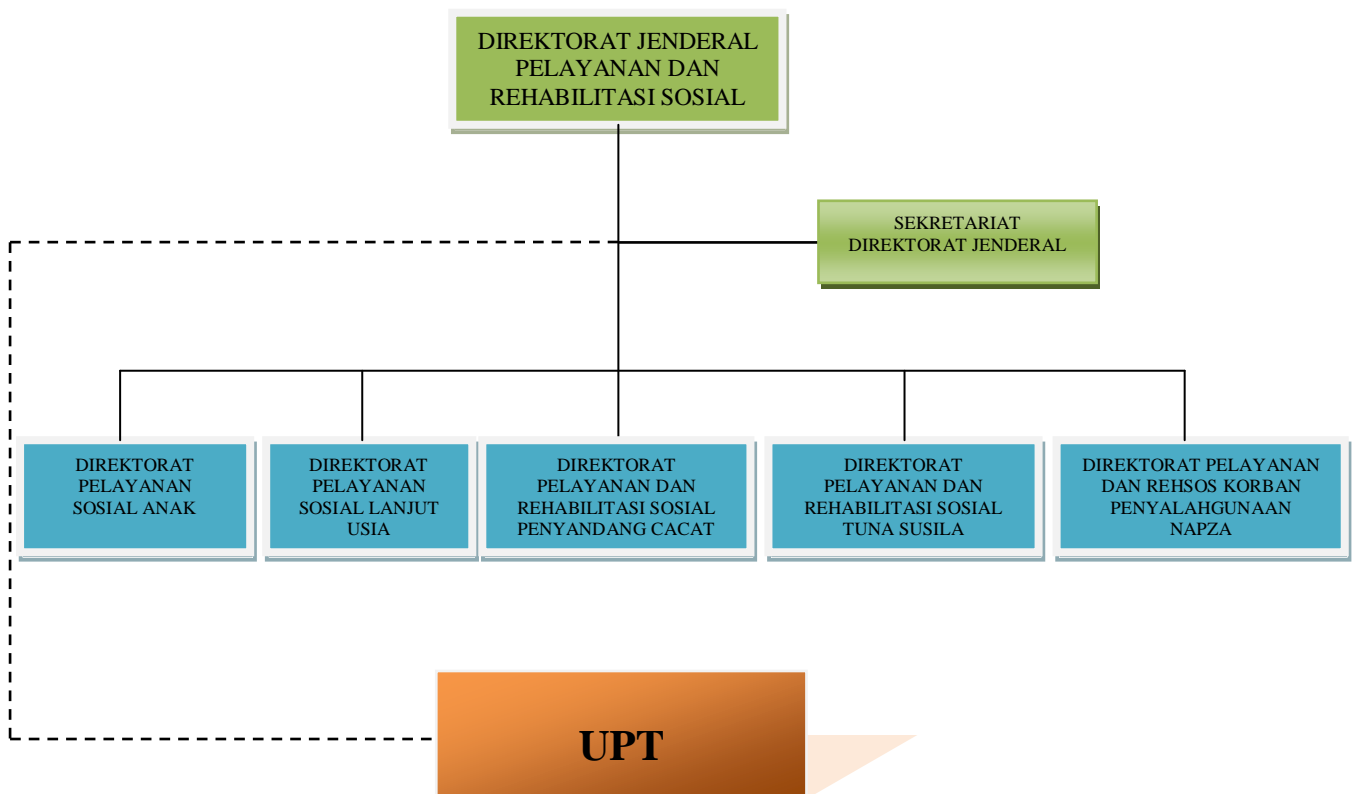 DIREKTORAT JENDERAL
PELAYANAN DAN
REHABILITASI SOSIAL
SEKRETARIAT
DIREKTORAT JENDERAL
DIREKTORAT
PELAYANAN
SOSIAL ANAK
DIREKTORAT
PELAYANAN
SOSIAL LANJUT
USIA
DIREKTORAT
PELAYANAN DAN
REHABILITASI SOSIAL
PENYANDANG CACAT
DIREKTORAT
PELAYANAN DAN
REHABILITASI SOSIAL
TUNA SUSILA
DIREKTORAT PELAYANAN
DAN REHSOS KORBAN
PENYALAHGUNAAN
NAPZA
UPT